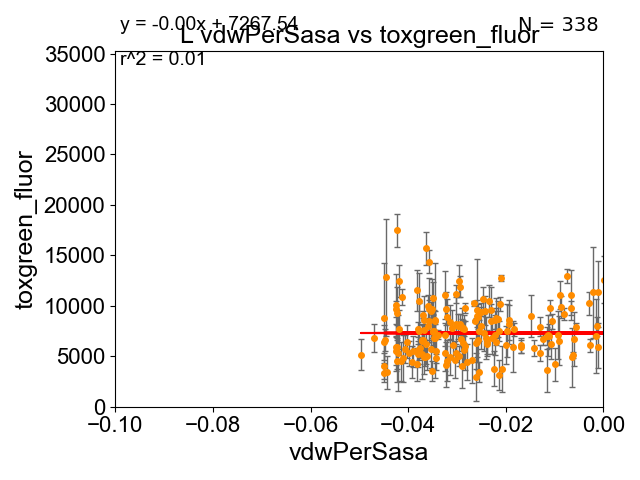 y = -0.00x + 7267.54
N = 338
L vdwPerSasa vs toxgreen_fluor
r^2 = 0.01
35000
30000
25000
20000
15000
10000
5000
0
toxgreen_fluor
−0.10
−0.08
−0.06
−0.04
−0.02
0.00
vdwPerSasa